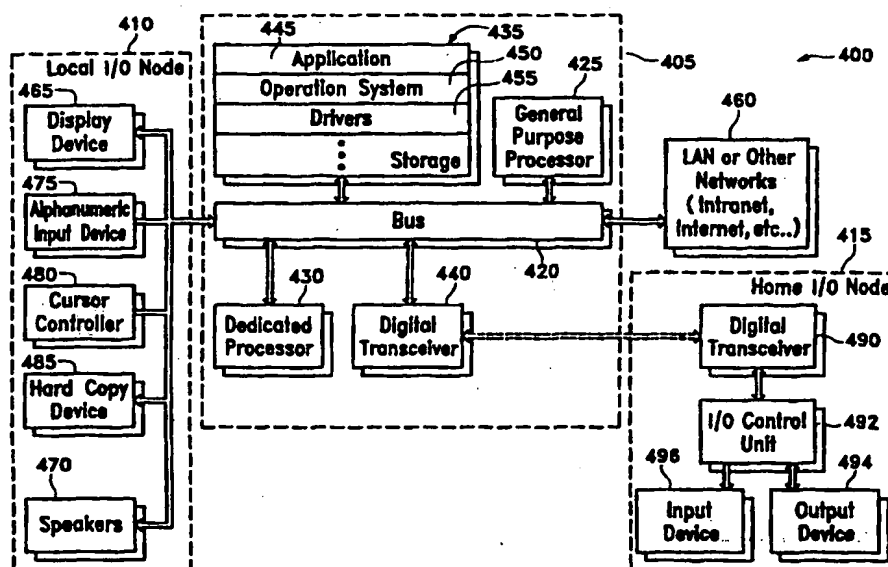 410
Local I/O Node
465
Display
Device
475
Alphanumeric
Input Device
480
Cursor
Controller
485
Hard Copy
Device
470
Speakers
445
435
Application
450
Operation System
455
Drivers
Storage
425
General
Purpose
Processor
405
400
Bus
420
430
Dedicated
Processor
440
Digital
Transceiver
460
LAN or Other
Networks
(Intranet,
Internet, etc..)
415
Home I/O Node
Digital
Transceiver
490
I/O Control
Unit
492
496
Input
Device
494
Output
Device